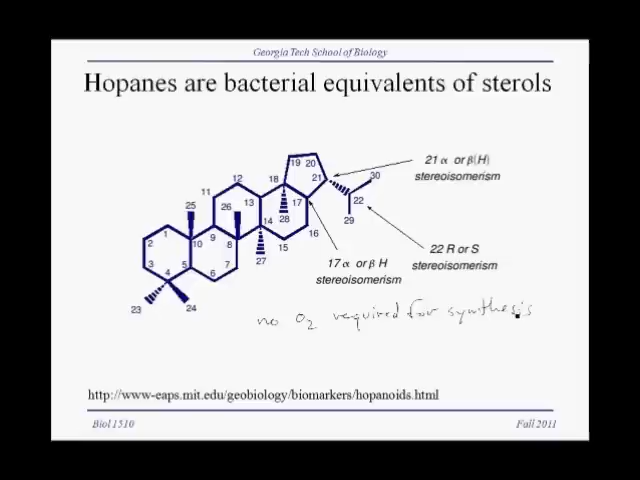 Georgia Tech School of Biology
Hopanes are bacterial equivalents of sterols
19 20
21 α or β(H)
stereoisomerism
30
21
12
18
11
22
25
26
13
17
29
28
1
14
16
2
10
9
8
15
22 R or S
stereoisomerism
3
4
5
6
7
27
17 α or β H
stereoisomerism
23
24
no O2 required for synthesis
http://www-eaps.mit.edu/geobiology/biomarkers/hopanoids.html
Biol 1510
Fall 2011